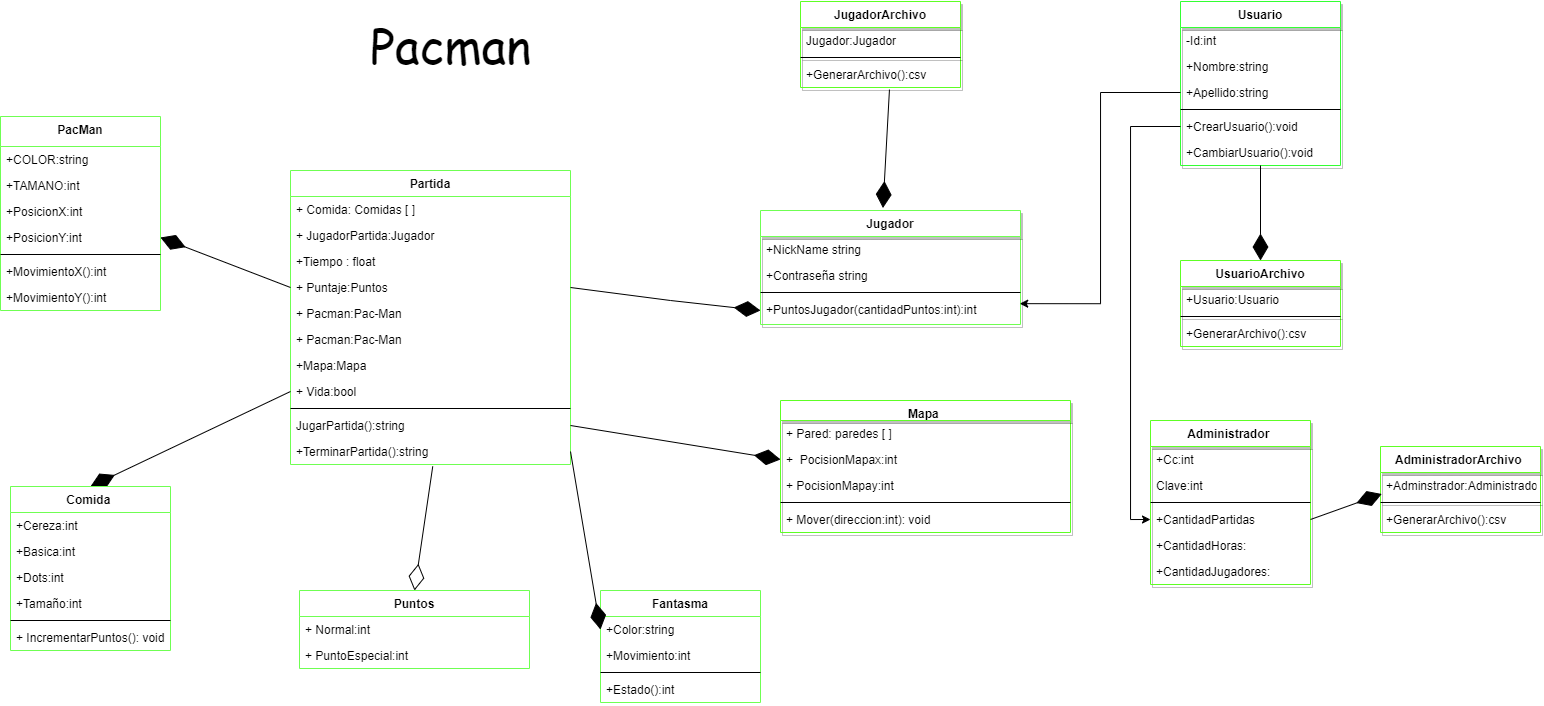 Pacman
JugadorArchivo
Jugador:Jugador
+GenerarArchivo():csv
Usuario
-Id:int
+Nombre:string
+Apellido:string
+CrearUsuario():void
+CambiarUsuario():void
PacMan
+COLOR:string
+TAMANO:int
+PosicionX:int
+PosicionY:int
+MovimientoX():int
+MovimientoY():int
Partida
+ Comida: Comidas [ ]
+ JugadorPartida:Jugador
+Tiempo : float
+ Puntaje:Puntos
+ Pacman:Pac-Man
+ Pacman:Pac-Man
+Mapa:Mapa
+ Vida:bool
JugarPartida():string
+TerminarPartida():string
Jugador
+NickName string
+Contraseña string
+PuntosJugador(cantidadPuntos:int):int
UsuarioArchivo
+Usuario:Usuario
+GenerarArchivo():csv
Mapa
+ Pared: paredes [ ]
+ PocisionMapax:int
+ PocisionMapay:int
+ Mover(direccion:int): void
Administrador
+Cc:int
Clave:int
+CantidadPartidas
+CantidadHoras:
+CantidadJugadores:
AdministradorArchivo
+Adminstrador:Administrado
+GenerarArchivo():csv
Comida
+Cereza:int
+Basica:int
+Dots:int
+Tamaño:int
+ IncrementarPuntos(): void
Puntos
+ Normal:int
+ PuntoEspecial:int
Fantasma
+Color:string
+Movimiento:int
+Estado():int